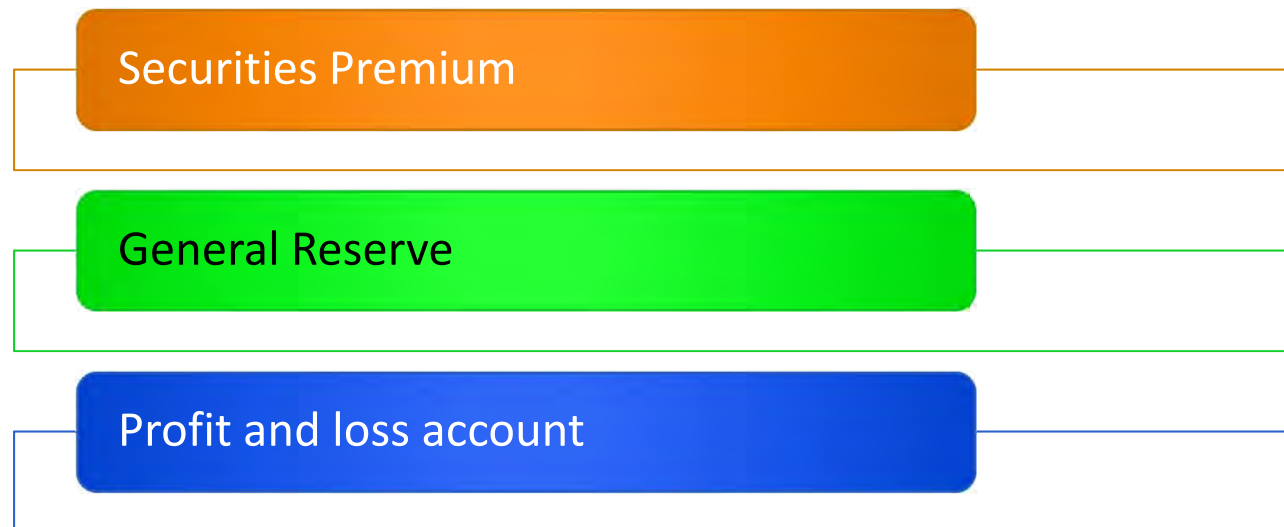 Securities Premium
General Reserve
Profit and loss account